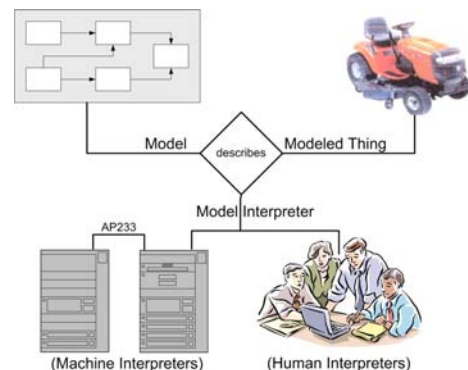 Model
describes
Modeled Thing
Model Interpreter
AP233
(Machine Interpreters)
(Human Interpreters)